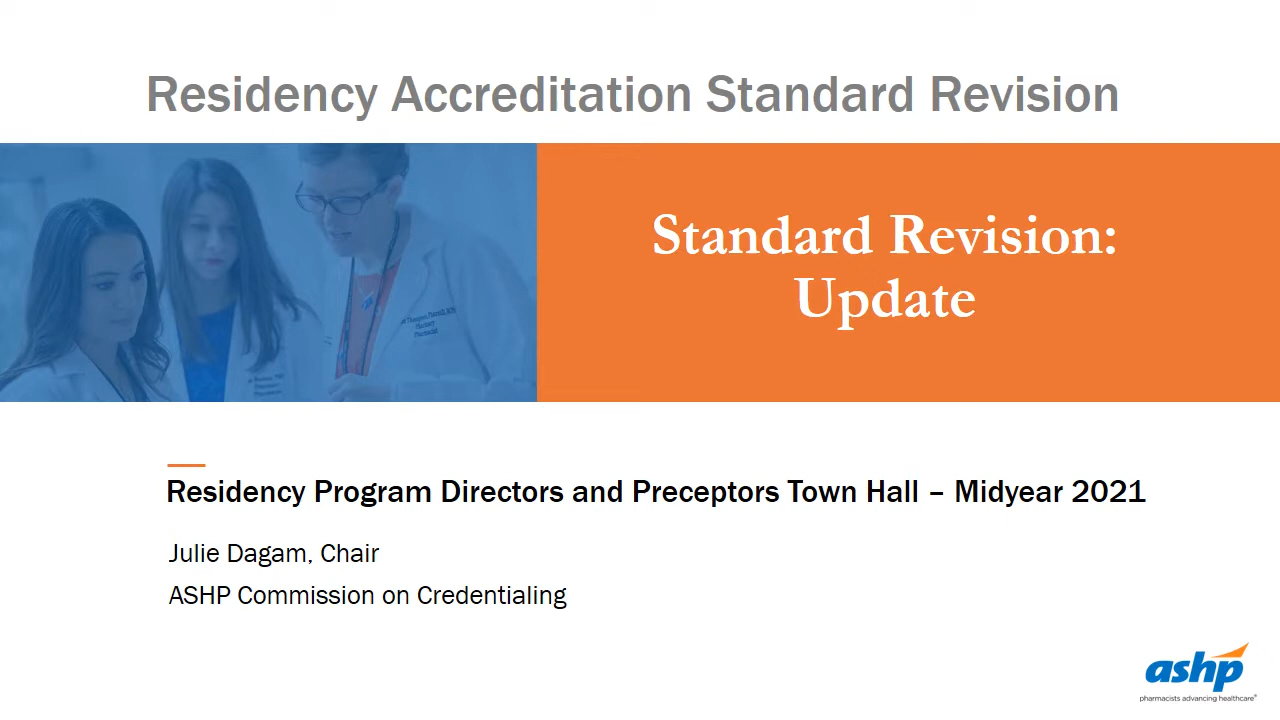 Residency Accreditation Standard Revision
Standard Revision:
Update
Pharmacist
Residency Program Directors and Preceptors Town Hall – Midyear 2021
Julie Dagam, Chair
ASHP Commission on Credentialing
ashp
pharmacists advancing healthcare®